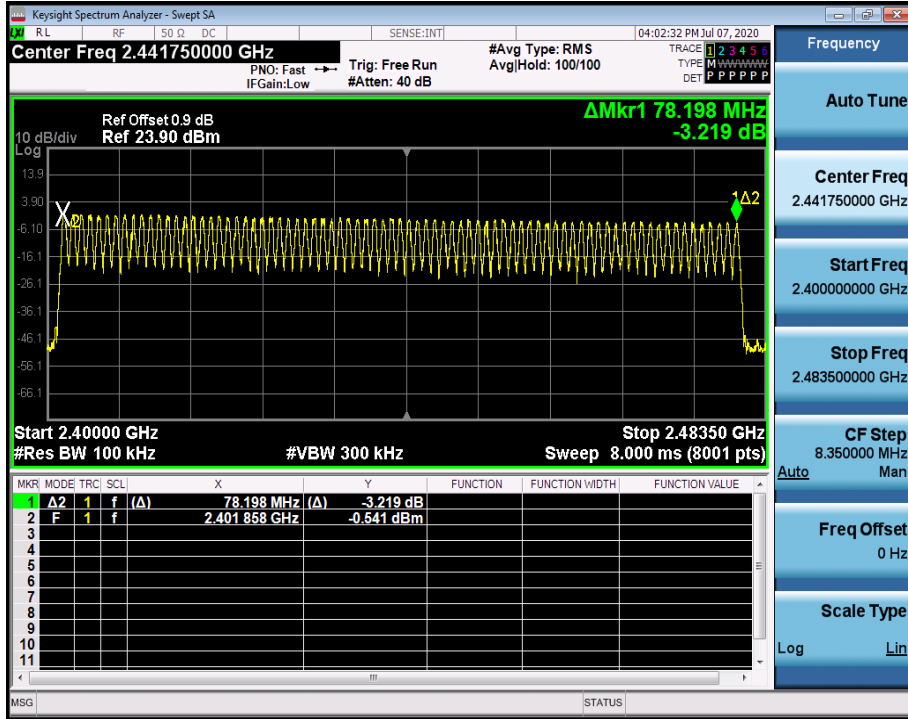 Keysight Spectrum Analyzer - Swept SA
LXI RL RF 50 Ω DC SENSE:INT 04:02:32 PM Jul 07, 2020
Center Freq 2.441750000 GHz
PNO: Fast
IFGain:Low
Trig: Free Run
#Atten: 40 dB
#Avg Type: RMS
Avg|Hold: 100/100
TRACE 1 2 3 4 5 6
TYPE M WWWWW
DET P P P P P P
ΔMkr1 78.198 MHz
-3.219 dB
Ref Offset 0.9 dB
10 dB/div Ref 23.90 dBm
Log
13.9
3.90
-6.10
-16.1
-26.1
-36.1
-46.1
-56.1
-66.1
2
1Δ2
Start 2.40000 GHz Stop 2.48350 GHz
#Res BW 100 kHz #VBW 300 kHz Sweep 8.000 ms (8001 pts)
MKR MODE TRC SCL X Y FUNCTION FUNCTION WIDTH FUNCTION VALUE
1 Δ2 1 f (Δ) 78.198 MHz (Δ) -3.219 dB
2 F 1 f 2.401 858 GHz -0.541 dBm
3
4
5
6
7
8
9
10
11
MSG STATUS
Frequency
Auto Tune
Center Freq
2.441750000 GHz
Start Freq
2.400000000 GHz
Stop Freq
2.483500000 GHz
CF Step
8.350000 MHz
Auto Man
Freq Offset
0 Hz
Scale Type
Log Lin